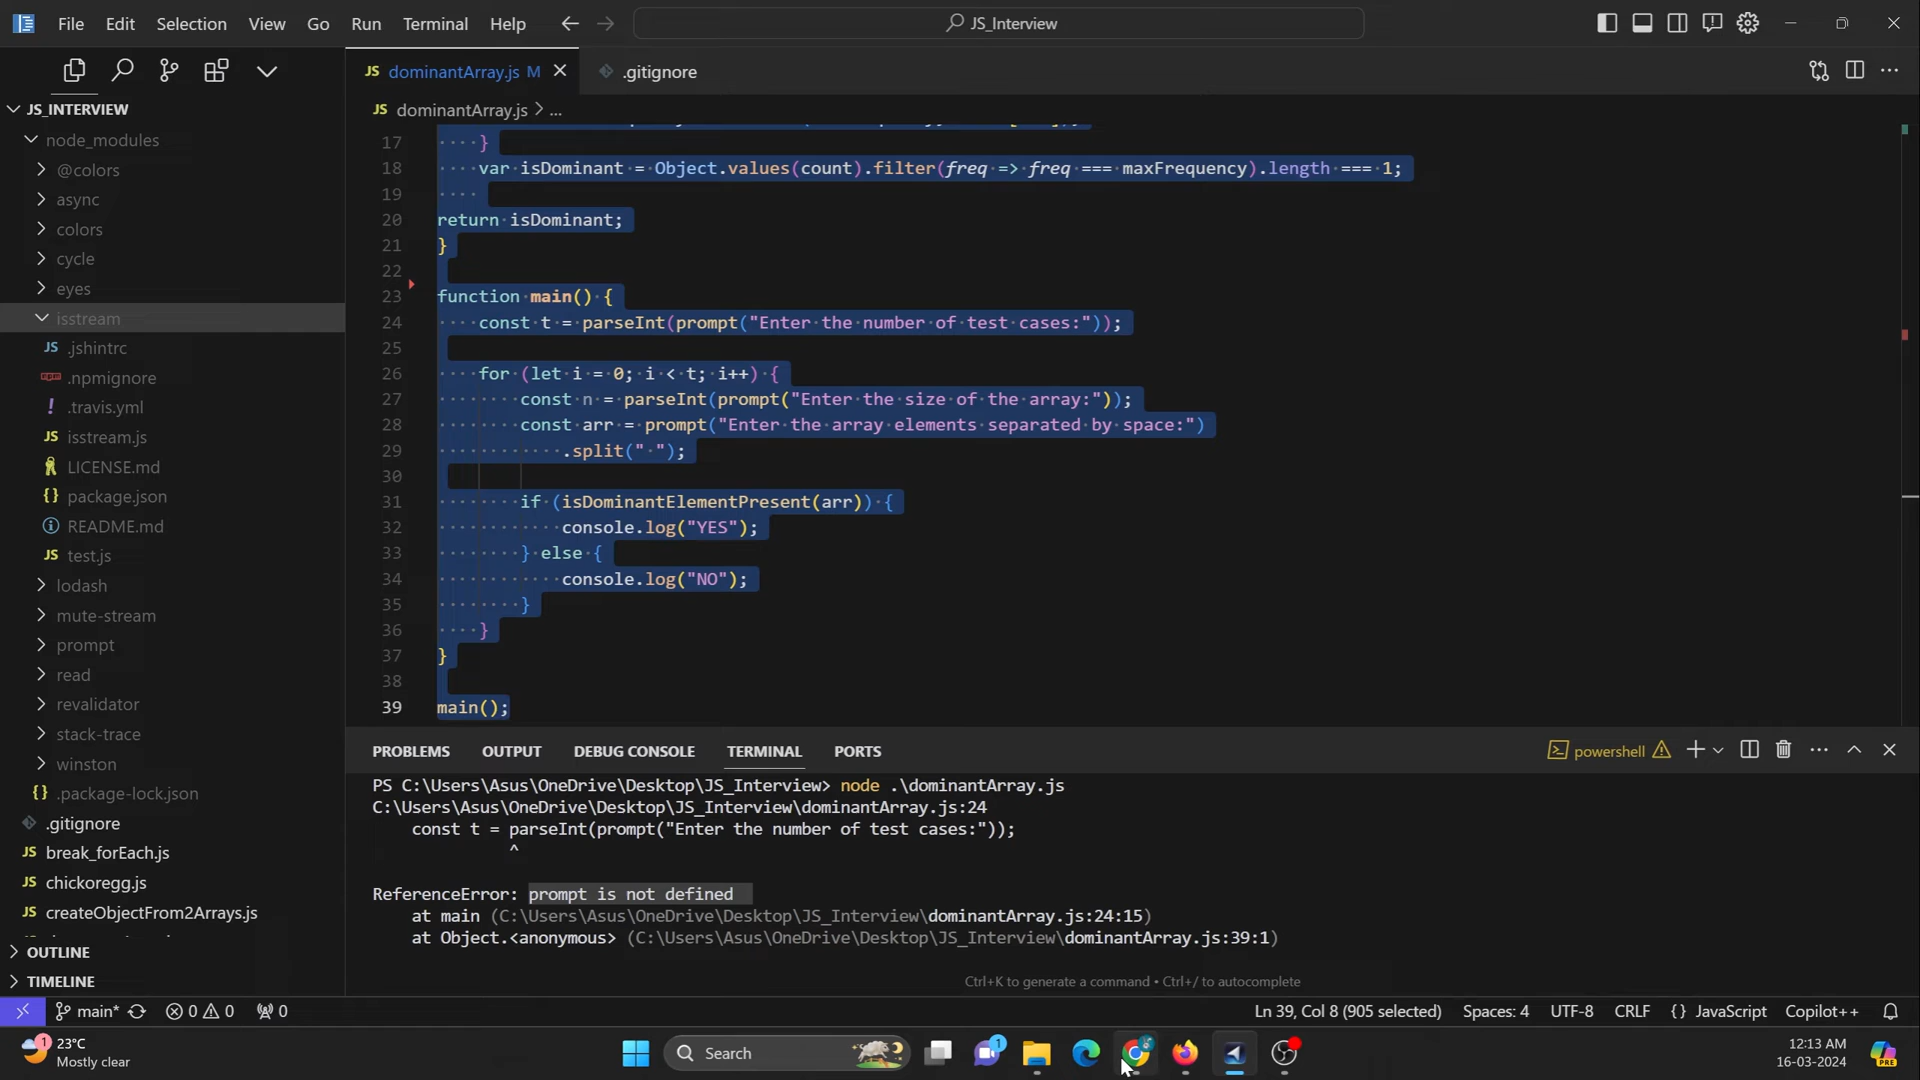 File Edit Selection View Go Run Terminal Help
JS_Interview
JS dominantArray.js M
.gitignore
JS_INTERVIEW
node_modules
@colors
async
colors
cycle
eyes
isstream
JS .jshintrc
npm .npmignore
! .travis.yml
JS isstream.js
LICENSE.md
{} package.json
README.md
JS test.js
lodash
mute-stream
prompt
read
revalidator
stack-trace
winston
{} .package-lock.json
.gitignore
JS break_forEach.js
JS chickoregg.js
JS createObjectFrom2Arrays.js
OUTLINE
TIMELINE
JS dominantArray.js > ...
17 }
18 var isDominant = Object.values(count).filter(freq => freq === maxFrequency).length === 1;
19
20 return isDominant;
21 }
22
23 function main() {
24 const t = parseInt(prompt("Enter the number of test cases:"));
25
26 for (let i = 0; i < t; i++) {
27 const n = parseInt(prompt("Enter the size of the array:"));
28 const arr = prompt("Enter the array elements separated by space:")
29 .split(" ");
30
31 if (isDominantElementPresent(arr)) {
32 console.log("YES");
33 } else {
34 console.log("NO");
35 }
36 }
37 }
38
39 main();
PROBLEMS OUTPUT DEBUG CONSOLE TERMINAL PORTS
powershell
PS C:\Users\Asus\OneDrive\Desktop\JS_Interview> node .\dominantArray.js
C:\Users\Asus\OneDrive\Desktop\JS_Interview\dominantArray.js:24
const t = parseInt(prompt("Enter the number of test cases:"));
^
ReferenceError: prompt is not defined
at main (C:\Users\Asus\OneDrive\Desktop\JS_Interview\dominantArray.js:24:15)
at Object.<anonymous> (C:\Users\Asus\OneDrive\Desktop\JS_Interview\dominantArray.js:39:1)
Ctrl+K to generate a command • Ctrl+/ to autocomplete
main* 0 0 0
Ln 39, Col 8 (905 selected) Spaces: 4 UTF-8 CRLF {} JavaScript Copilot++
1
23°C
Mostly clear
Search
1
12:13 AM
16-03-2024
PRE